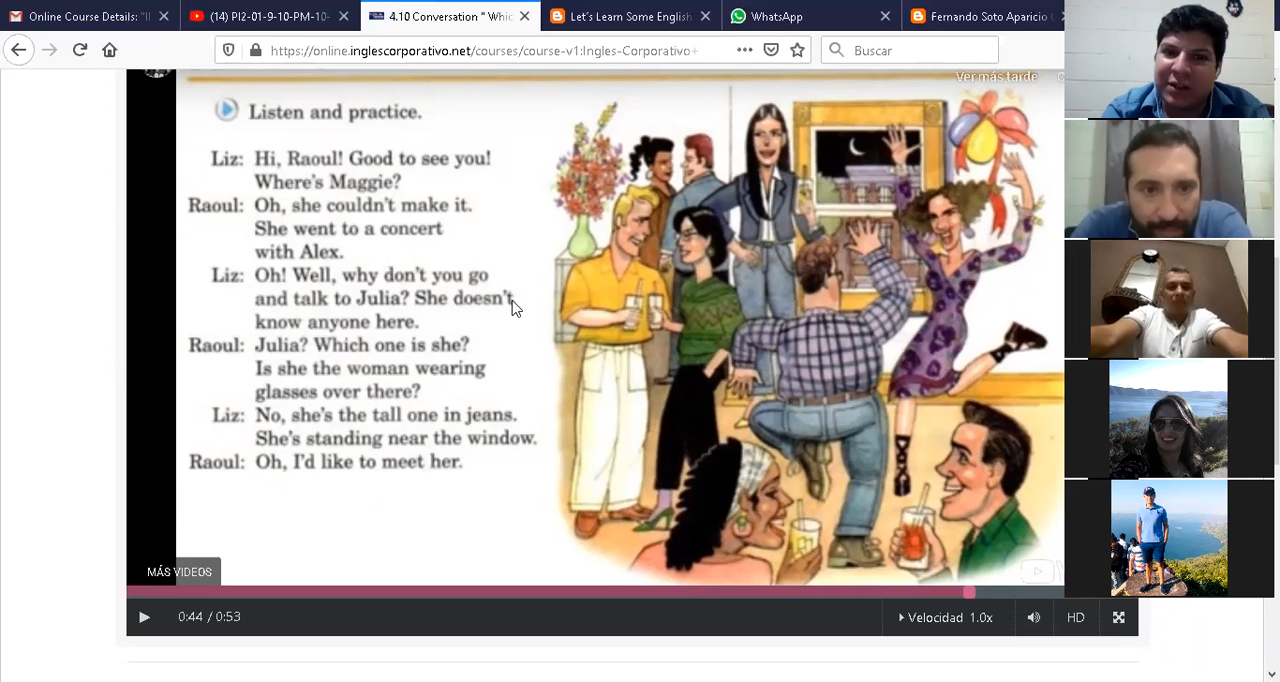 Online Course Details: "I
(14) PI2-01-9-10-PM-10-
4.10 Conversation " Whic
Let's Learn Some English
WhatsApp
Fernando Soto Aparicio
https://online.inglescorporativo.net/courses/course-v1:Ingles-Corporativo+
Buscar
Ver más tarde
Listen and practice.
Liz: Hi, Raoul! Good to see you!
Where's Maggie?
Raoul: Oh, she couldn't make it.
She went to a concert
with Alex.
Liz: Oh! Well, why don't you go
and talk to Julia? She doesn't
know anyone here.
Raoul: Julia? Which one is she?
Is she the woman wearing
glasses over there?
Liz: No, she's the tall one in jeans.
She's standing near the window.
Raoul: Oh, I'd like to meet her.
MÁS VIDEOS
0:44 / 0:53
Velocidad 1.0x
HD